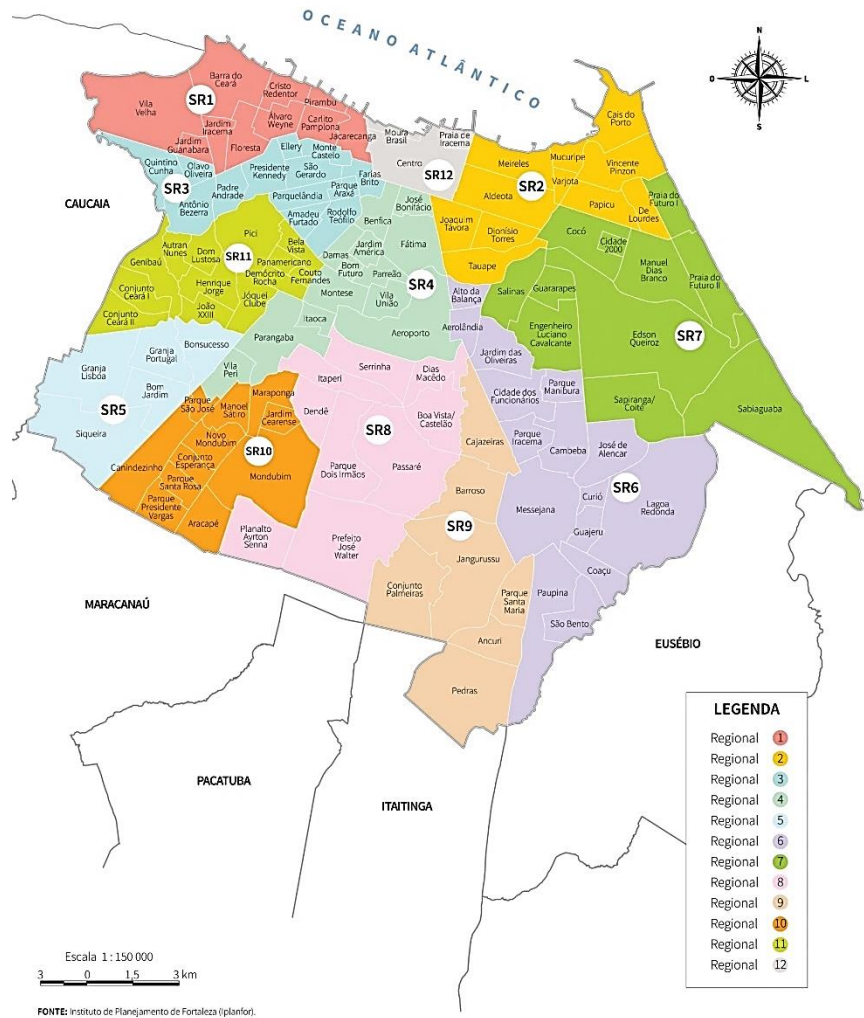 OCEANO ATLÂNTICO
N
O
L
S
SR1
Barra do
Ceará
Vila
Velha
Cristo
Redentor
Pirambu
Jardim
Iracema
Álvaro
Weyne
Carlito
Pamplona
Jardim
Guanabara
Floresta
Jacarecanga
SR12
Moura
Brasil
Praia de
Iracema
Centro
SR2
Cais do
Porto
Meireles
Mucuripe
Vincente
Pinzon
Aldeota
Varjota
Papicu
De
Lourdes
Joaquim
Távora
Dionísio
Torres
Tauape
SR3
Quintino
Cunha
Olavo
Oliveira
Padre
Andrade
Antônio
Bezerra
Presidente
Kennedy
Ellery
Monte
Castelo
São
Gerardo
Farias
Brito
Parquelândia
Parque
Araxá
Amadeu
Furtado
Rodolfo
Teófilo
CAUCAIA
SR4
José
Bonifácio
Benfica
Fátima
Damas
Jardim
América
Bom
Futuro
Parreão
Montese
Vila
União
Aeroporto
Itaoca
Parangaba
Vila
Peri
SR11
Pici
Autran
Nunes
Dom
Lustosa
Bela
Vista
Genibaú
Panamericano
Henrique
Jorge
Demócrito
Rocha
Couto
Fernandes
Conjunto
Ceará I
João
XXIII
Jóquei
Clube
Conjunto
Ceará II
SR7
Praia do
Futuro I
Cocó
Cidade
2000
Manuel
Dias
Branco
Praia do
Futuro II
Salinas
Guararapes
Engenheiro
Luciano
Cavalcante
Edson
Queiroz
Sapiranga/
Coité
Sabiaguaba
SR5
Granja
Lisboa
Granja
Portugal
Bonsucesso
Bom
Jardim
Siqueira
SR10
Parque
São José
Manoel
Satiro
Maraponga
Jardim
Cearense
Novo
Mondubim
Canindezinho
Conjunto
Esperança
Parque
Santa Rosa
Mondubim
Parque
Presidente
Vargas
Aracapé
SR8
Serrinha
Itaperi
Dias
Macêdo
Dendê
Boa Vista/
Castelão
Parque
Dois Irmãos
Passaré
Planalto
Ayrton
Senna
Prefeito
José
Walter
SR6
Alto da
Balança
Aerolândia
Jardim das
Oliveiras
Cidade dos
Funcionários
Parque
Manibura
Parque
Iracema
Cambeba
José de
Alencar
Messejana
Curió
Lagoa
Redonda
Guajeru
Coaçu
Paupina
São Bento
SR9
Cajazeiras
Barroso
Jangurussu
Conjunto
Palmeiras
Parque
Santa
Maria
Ancuri
Pedras
MARACANAÚ
EUSÉBIO
PACATUBA
ITAITINGA
LEGENDA
Regional 1
Regional 2
Regional 3
Regional 4
Regional 5
Regional 6
Regional 7
Regional 8
Regional 9
Regional 10
Regional 11
Regional 12
Escala 1 : 150 000
3 0 1,5 3 km
FONTE: Instituto de Planejamento de Fortaleza (Iplanfor).